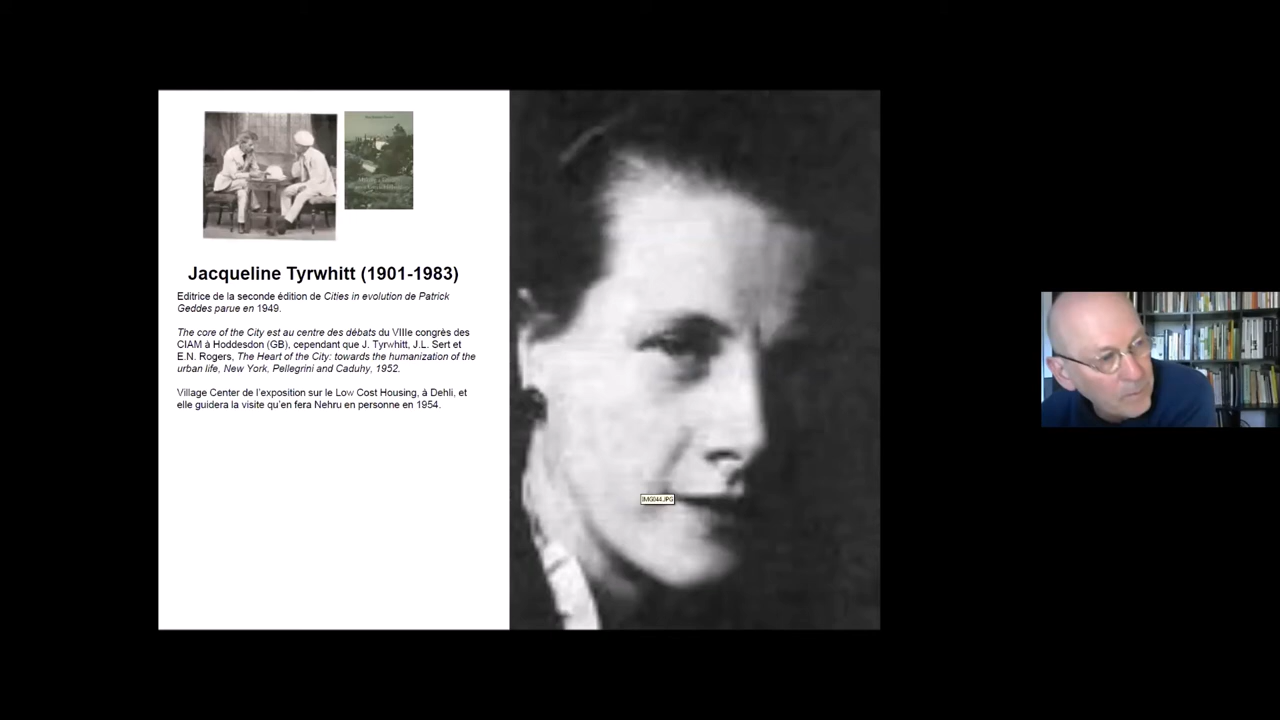 Jacqueline Tyrwhitt (1901-1983)
Editrice de la seconde édition de Cities in evolution de Patrick
Geddes parue en 1949.
The core of the City est au centre des débats du VIIIe congrès des
CIAM à Hoddesdon (GB), cependant que J. Tyrwhitt, J.L. Sert et
E.N. Rogers, The Heart of the City: towards the humanization of the
urban life, New York, Pellegrini and Caduhy, 1952.
Village Center de l'exposition sur le Low Cost Housing, à Dehli, et
elle guidera la visite qu'en fera Nehru en personne en 1954.
IMG044.JPG